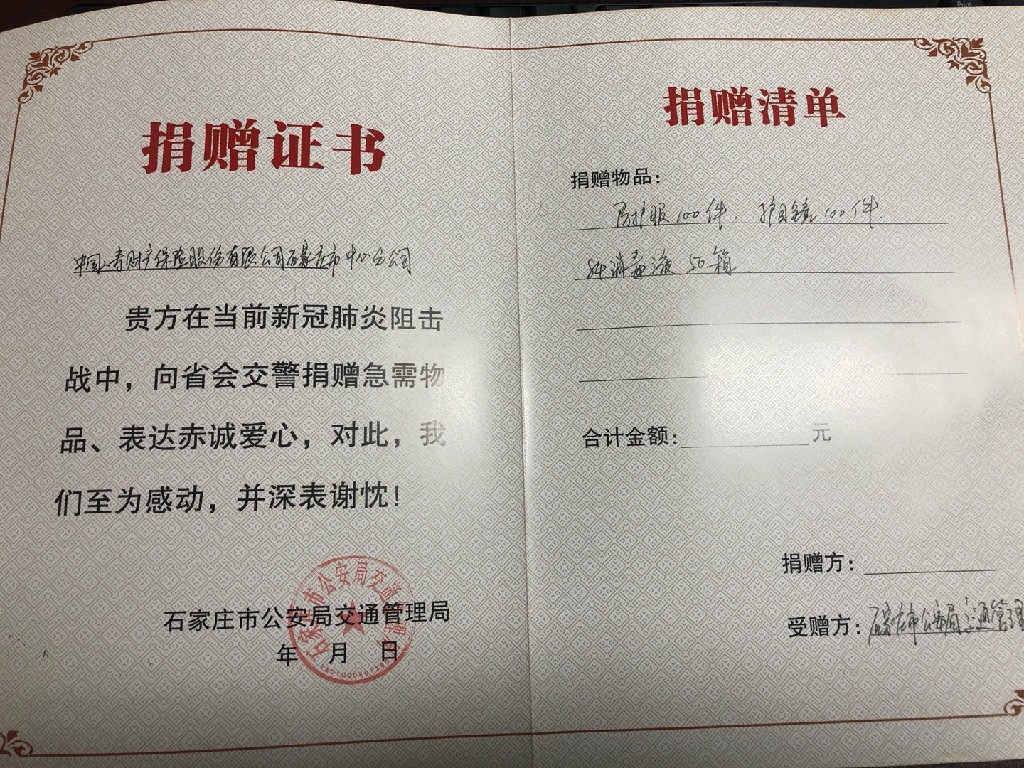 捐赠证书
中国人寿财产保险股份有限公司石家庄市中心支公司
贵方在当前新冠肺炎阻击
战中，向省会交警捐赠急需物
品、表达赤诚爱心，对此，我
们至为感动，并深表谢忱！
石家庄市公安局交通管理局
年 月 日
捐赠清单
捐赠物品：
防护服100件、护目镜100件
84消毒液50箱
合计金额： 元
捐赠方：
受赠方：石家庄市公安局交通管理